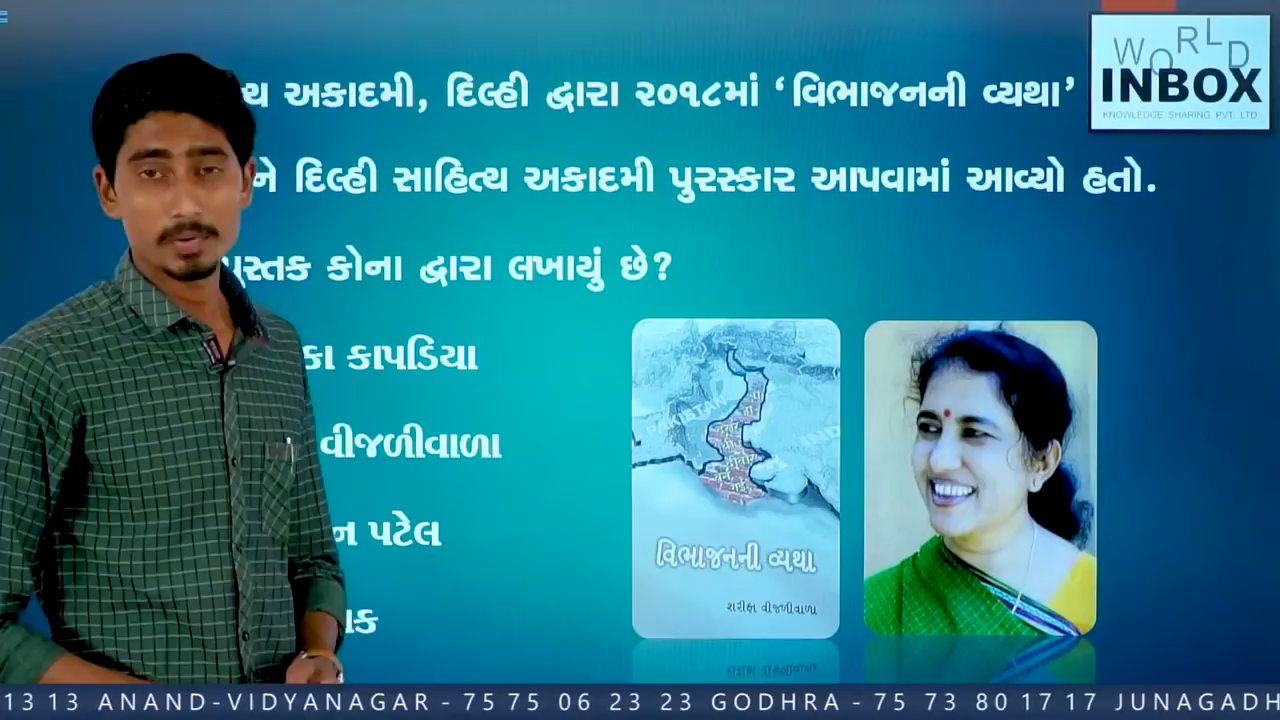 અકાદમી, દિલ્હી દ્વારા ૨૦૧૮માં ‘વિભાજનની વ્યથા’
ને દિલ્હી સાહિત્ય અકાદમી પુરસ્કાર આપવામાં આવ્યો હતો.
પુસ્તક કોના દ્વારા લખાયું છે?
કા કાપડિયા
વીજળીવાળા
ન પટેલ
ક
WORLD
INBOX
KNOWLEDGE SHARING PVT. LTD.
PAKISTAN
વિભાજનની વ્યથા
શરીફા વીજળીવાળા
13 13 ANAND-VIDYANAGAR - 75 75 06 23 23 GODHRA - 75 73 80 17 17 JUNAGADH